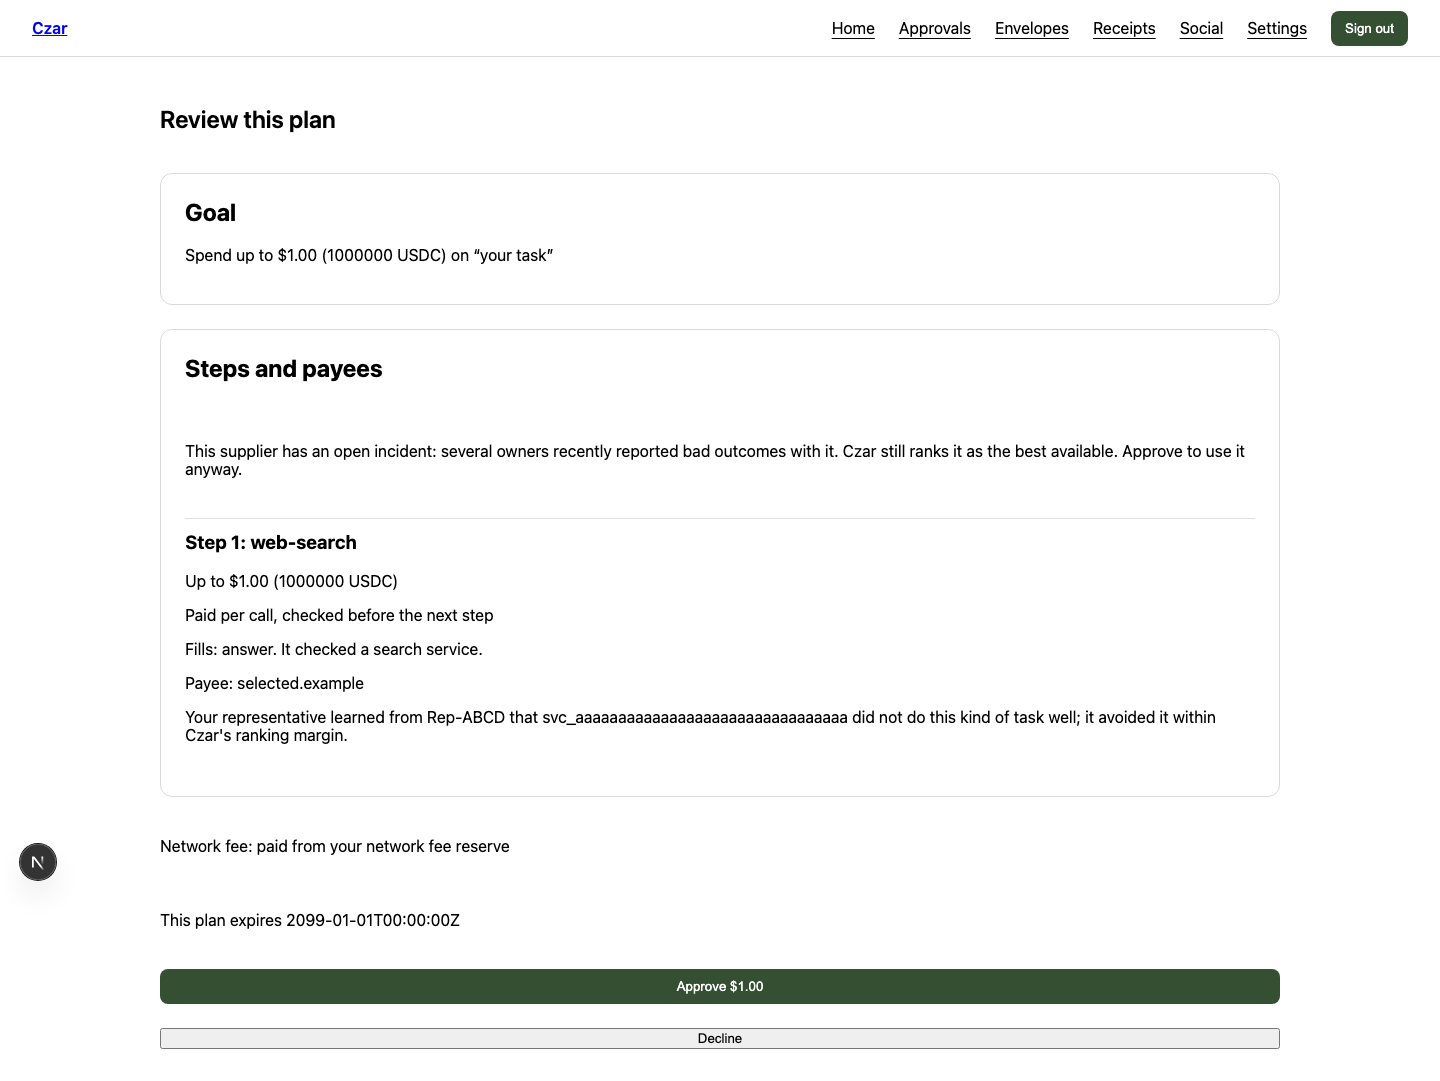 Czar
Home Approvals Envelopes Receipts Social Settings Sign out
Review this plan
Goal
Spend up to $1.00 (1000000 USDC) on “your task”
Steps and payees
This supplier has an open incident: several owners recently reported bad outcomes with it. Czar still ranks it as the best available. Approve to use it
anyway.
Step 1: web-search
Up to $1.00 (1000000 USDC)
Paid per call, checked before the next step
Fills: answer. It checked a search service.
Payee: selected.example
Your representative learned from Rep-ABCD that svc_aaaaaaaaaaaaaaaaaaaaaaaaaaaaaaaa did not do this kind of task well; it avoided it within
Czar's ranking margin.
Network fee: paid from your network fee reserve
N
This plan expires 2099-01-01T00:00:00Z
Approve $1.00
Decline